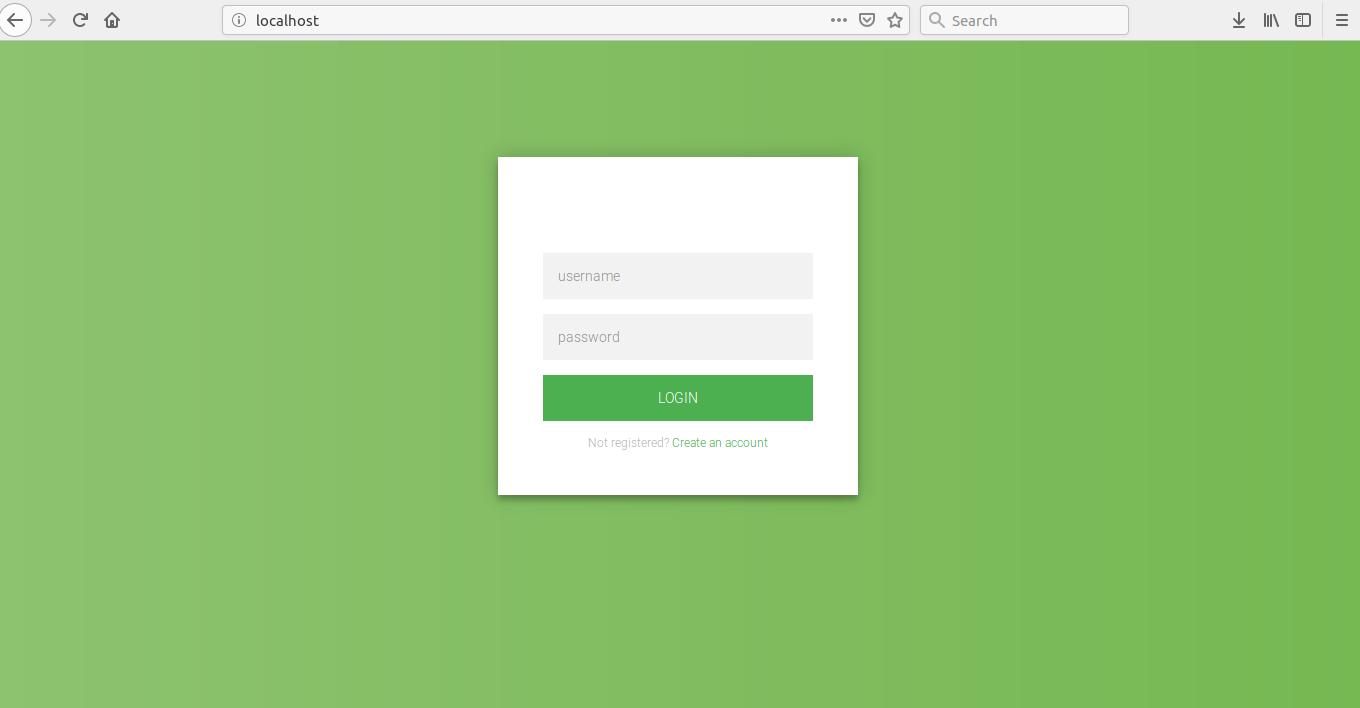 localhost
Search
username
password
LOGIN
Not registered? Create an account